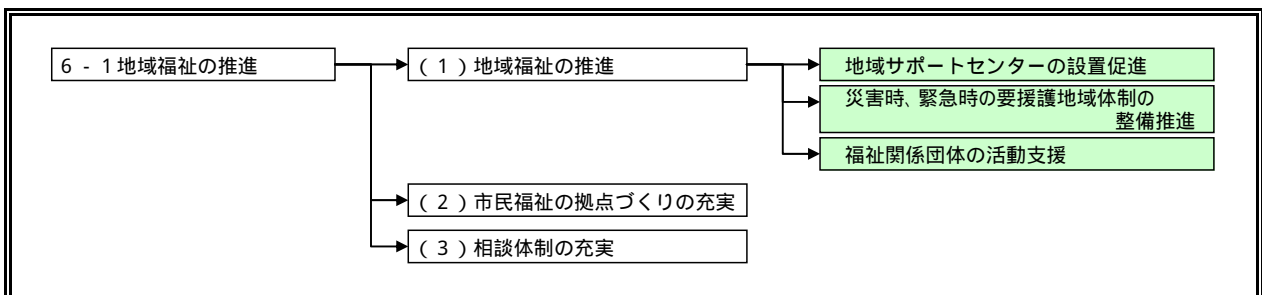 6-1地域福祉の推進
(1)地域福祉の推進
地域サポートセンターの設置促進
災害時、緊急時の要援護地域体制の
整備推進
福祉関係団体の活動支援
(2)市民福祉の拠点づくりの充実
(3)相談体制の充実